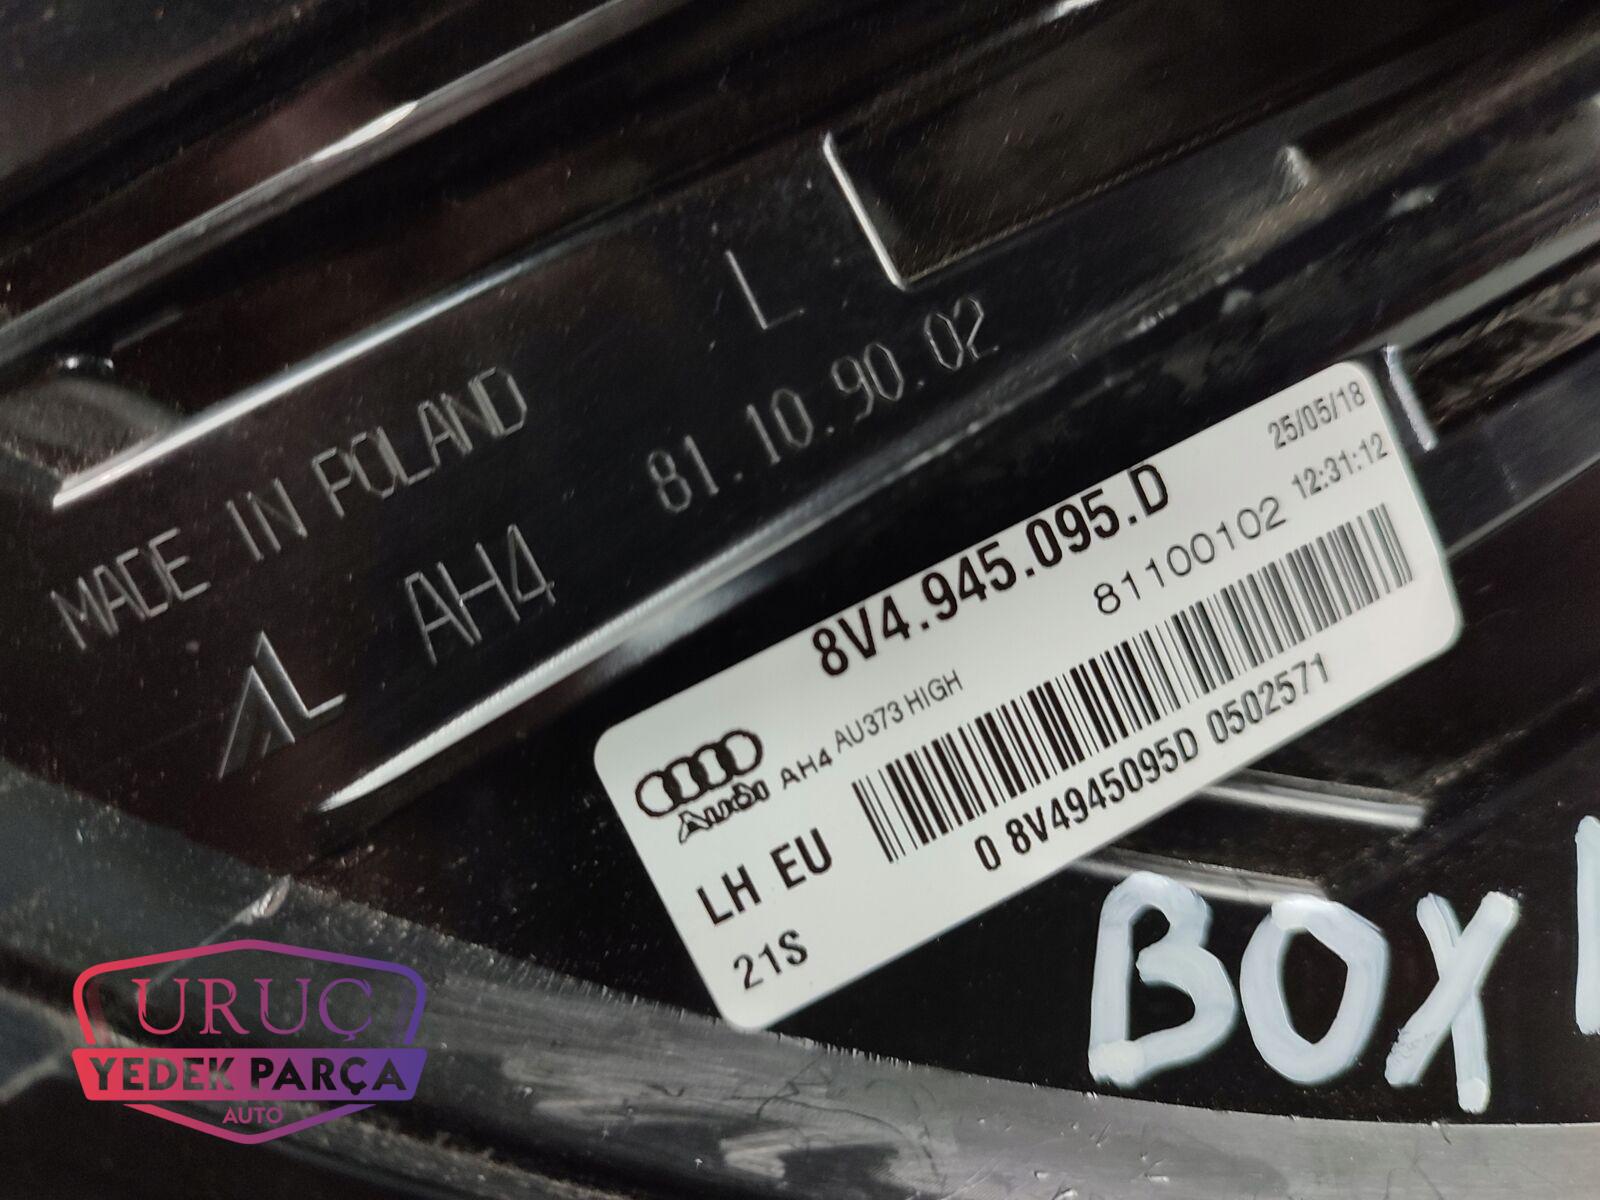 L
MADE IN POLAND
81.10.90.02
AL
AH4
8V4.945.095.D
25/05/18
81100102
12:31:12
Audi
AH4 AU373 HIGH
LH EU
0 8V4945095D 0502571
21S
BOX
URUÇ
YEDEK PARÇA
AUTO